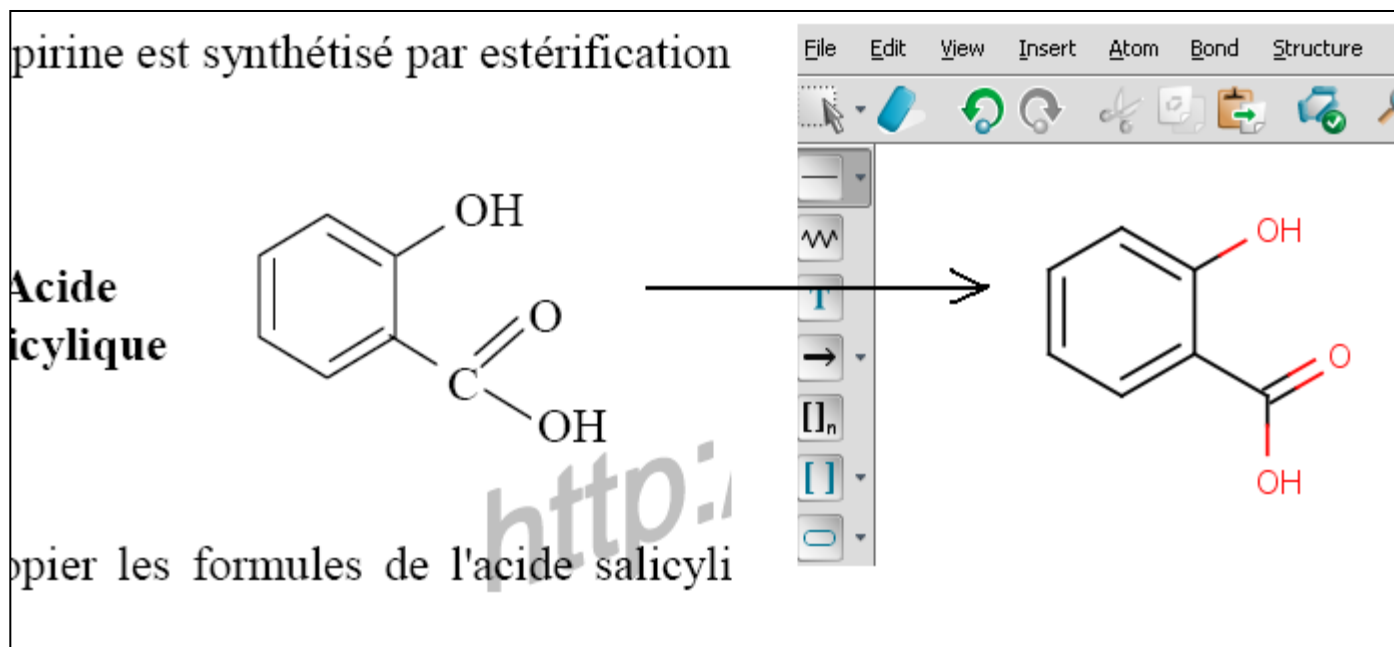 pirine est synthétisé par estérification
OH
Acide
icylique
O
C
OH
http:/
opier les formules de l'acide salicyli
File Edit View Insert Atom Bond Structure
T
[]n
[ ]
OH
O
OH